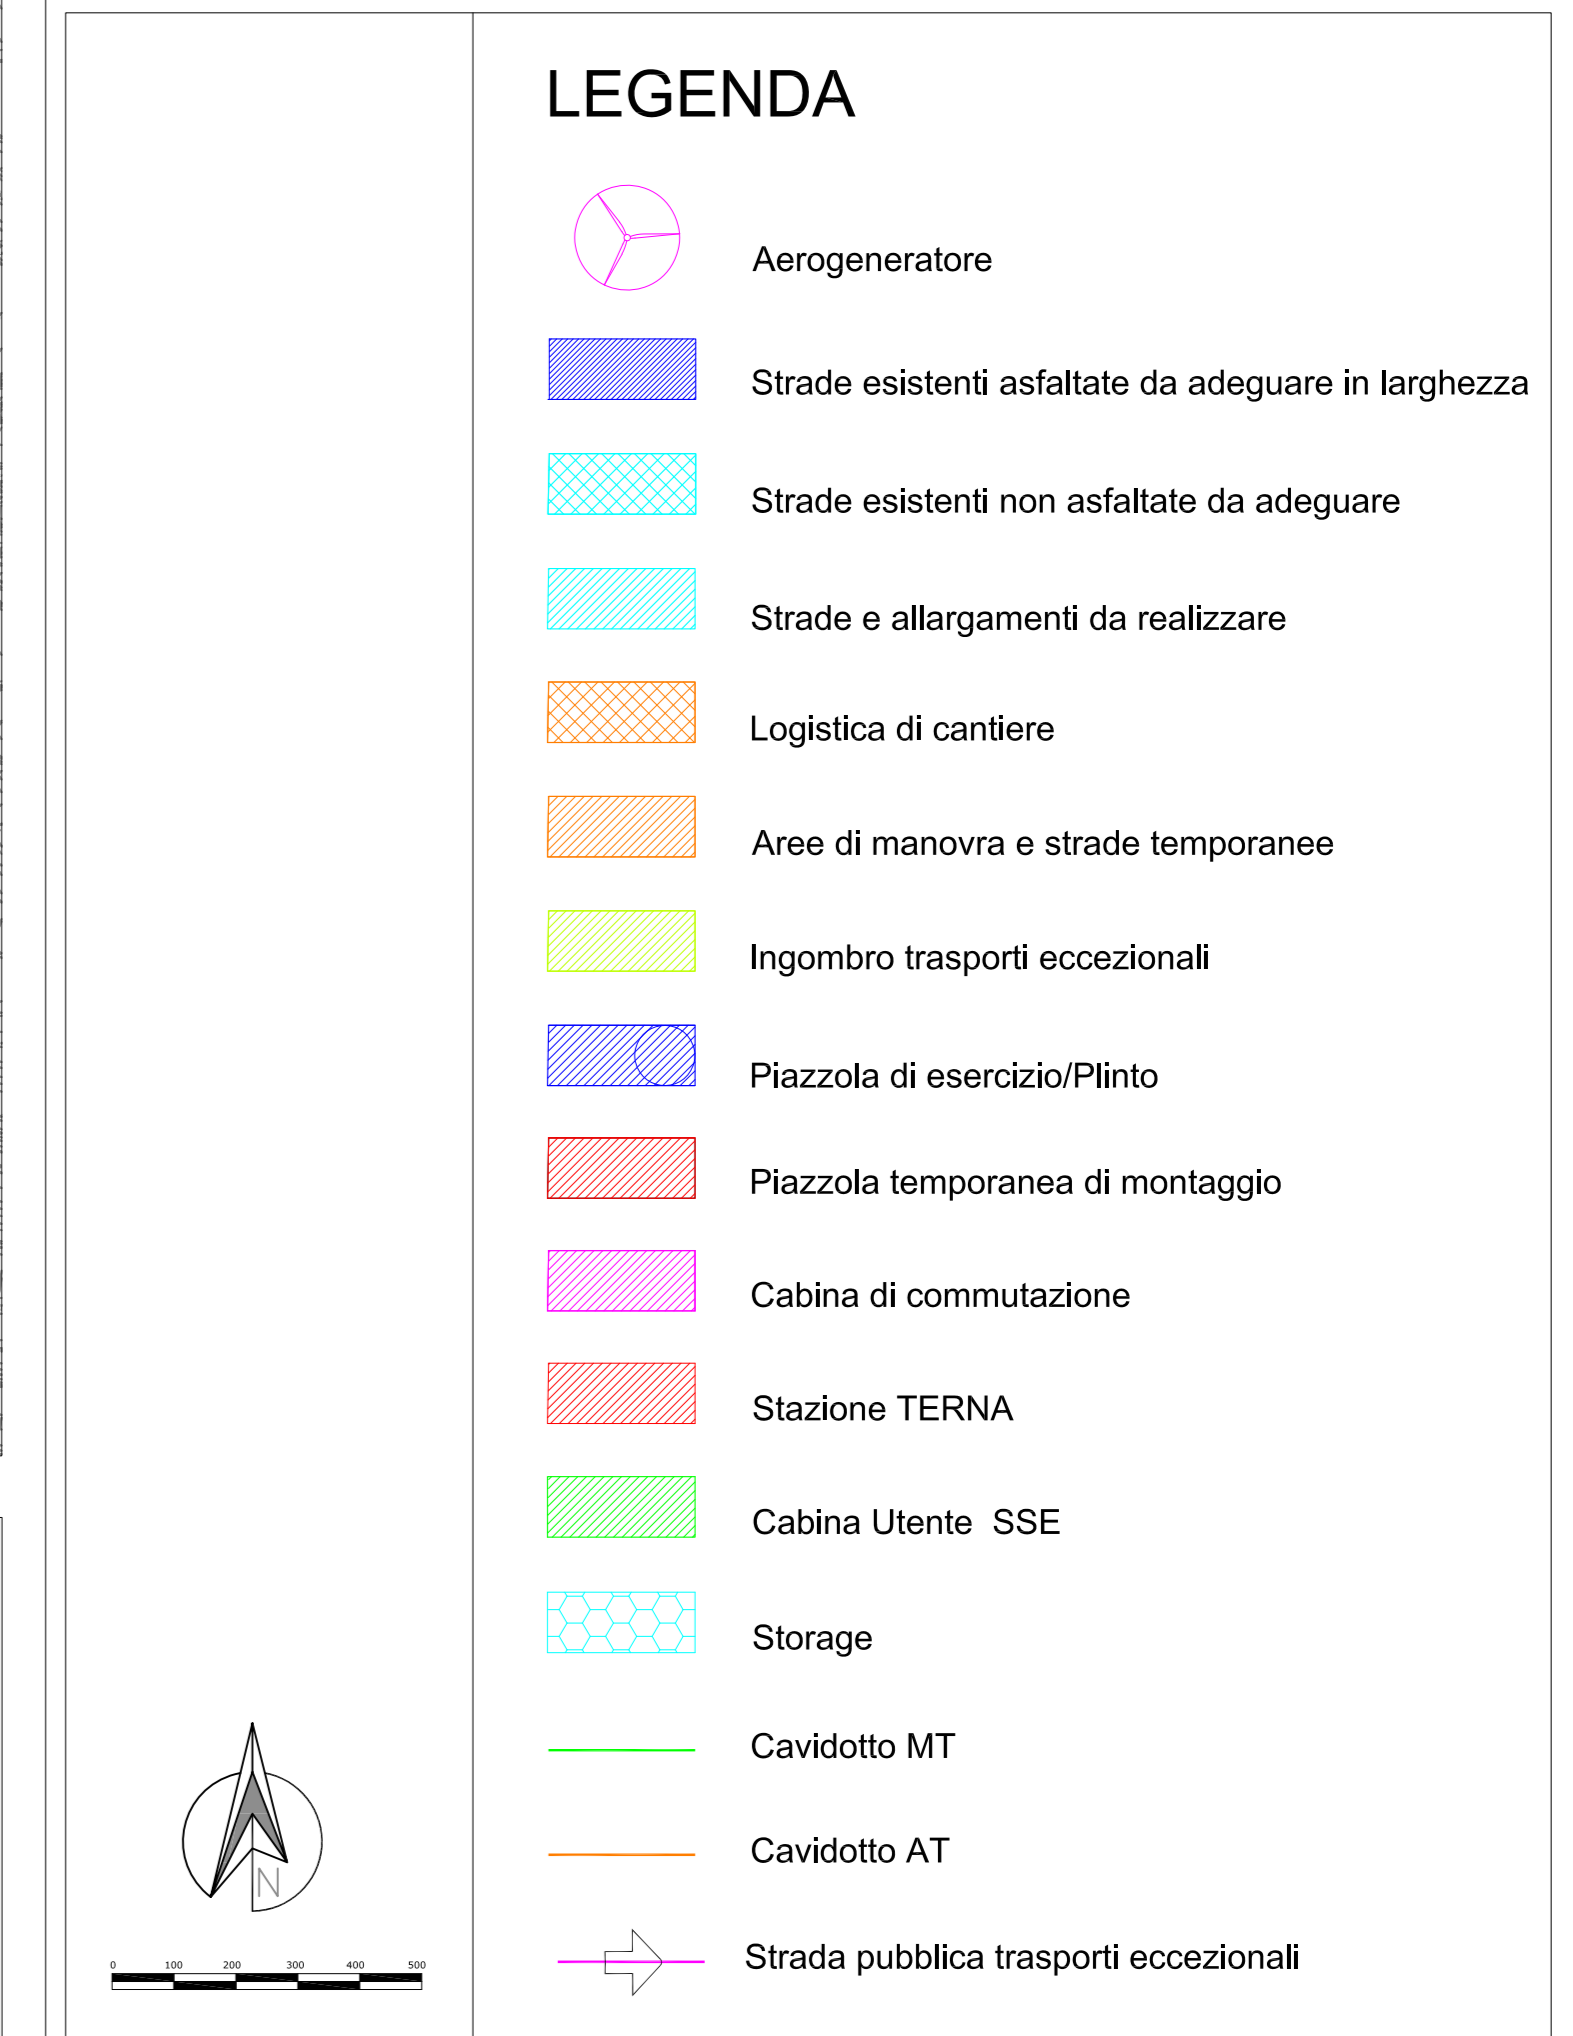 LEGENDA
Aerogeneratore
Strade esistenti asfaltate da adeguare in larghezza
Strade esistenti non asfaltate da adeguare
Strade e allargamenti da realizzare
Logistica di cantiere
Aree di manovra e strade temporanee
Ingombro trasporti eccezionali
Piazzola di esercizio/Plinto
Piazzola temporanea di montaggio
Cabina di commutazione
Stazione TERNA
Cabina Utente  SSE
Storage
Cavidotto MT
Cavidotto AT
Strada pubblica trasporti eccezionali
N
0 100 200 300 400 500